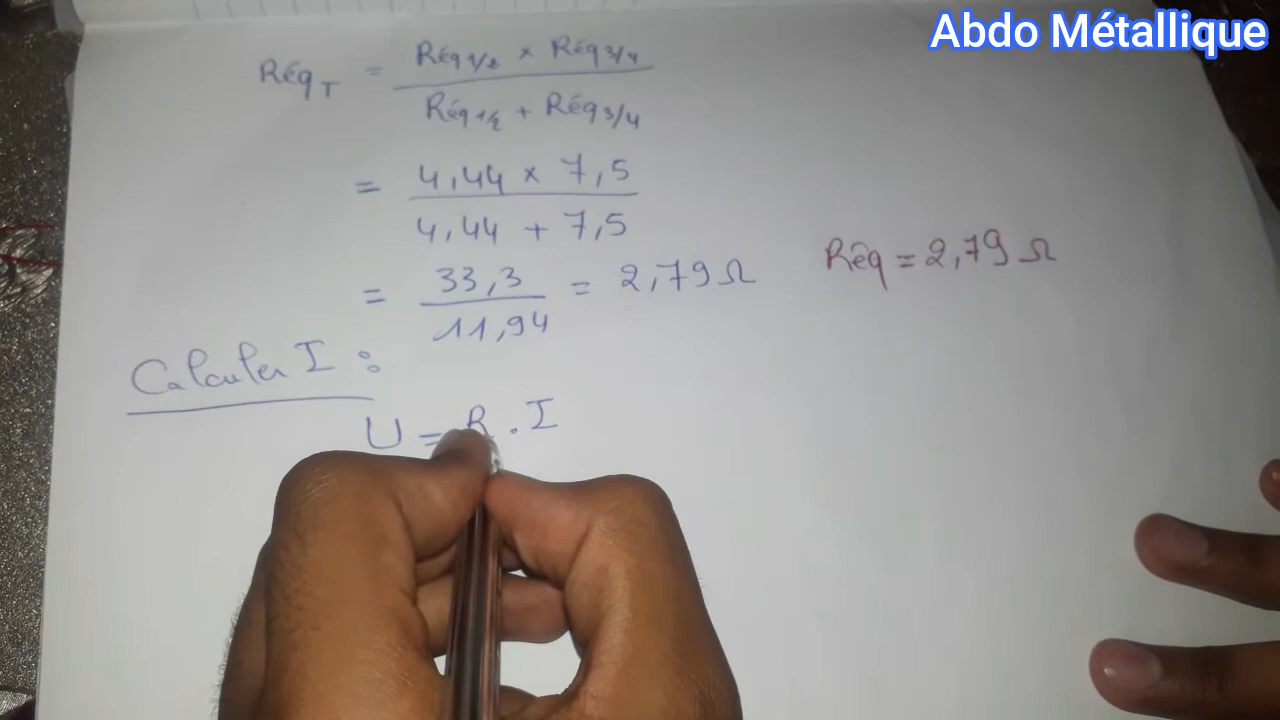 Abdo Métallique
Réq T = Réq 1/2 × Réq 3/4
Réq 1/2 + Réq 3/4
= 4,44 × 7,5
4,44 + 7,5
= 33,3 = 2,79 Ω
11,94
Réq = 2,79 Ω
Calculer I :
U = R . I